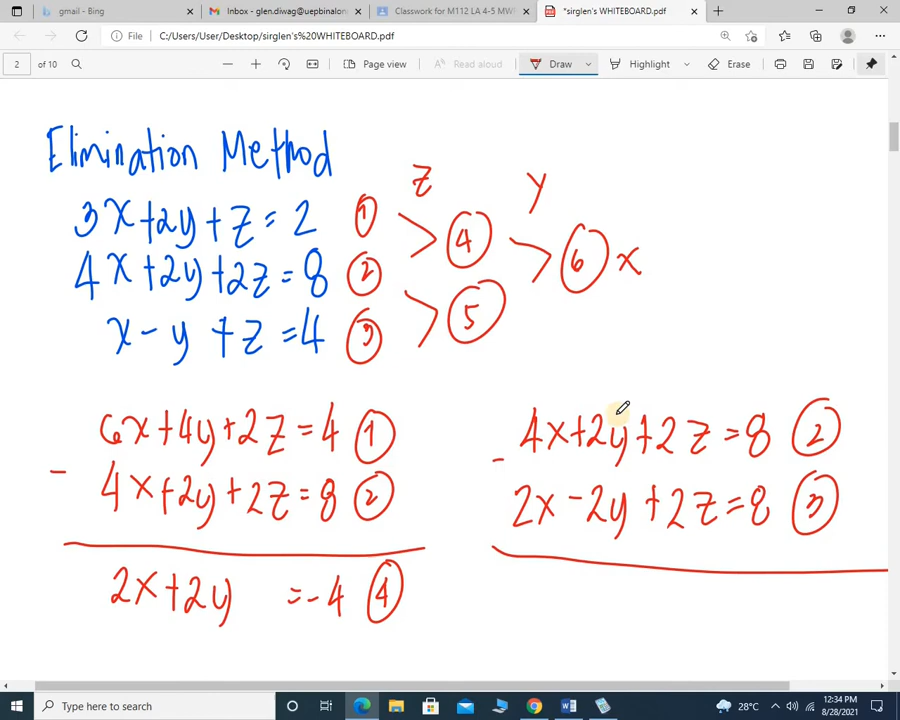 gmail - Bing
Inbox - glen.diwag@uepbinalon
Classwork for M112 LA 4-5 MW
*sirglen's WHITEBOARD.pdf
File
C:/Users/User/Desktop/sirglen's%20WHITEBOARD.pdf
2 of 10
Page view
Read aloud
Draw
Highlight
Erase
Elimination Method
z
y
3x+2y+z=2 ①
4x+2y+2z=8 ②
x-y+z=4 ③
> ④
> ⑤
> ⑥ x
6x+4y+2z=4 ①
- 4x+2y+2z=8 ②
2x+2y =-4 ④
4x+2y+2z=8 ②
- 2x-2y+2z=8 ③
Type here to search
28°C
12:34 PM
8/28/2021